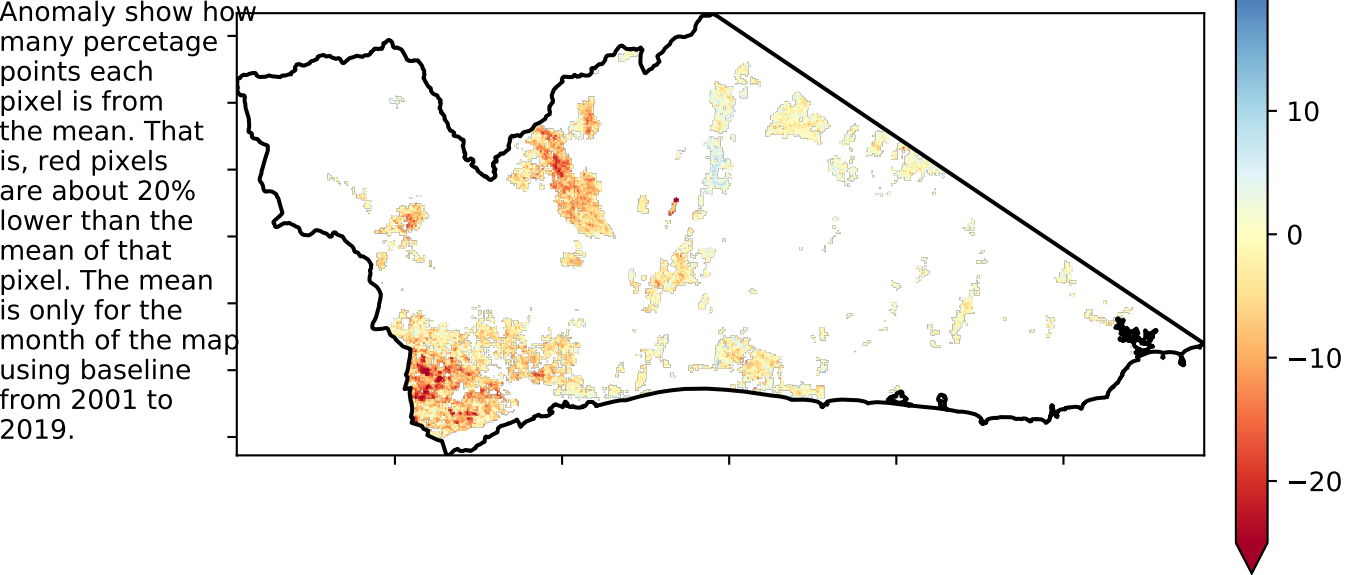 Anomaly show how
many percetage
points each
pixel is from
the mean. That
is, red pixels
are about 20%
lower than the
mean of that
pixel. The mean
is only for the
month of the map
using baseline
from 2001 to
2019.
10
0
−10
−20